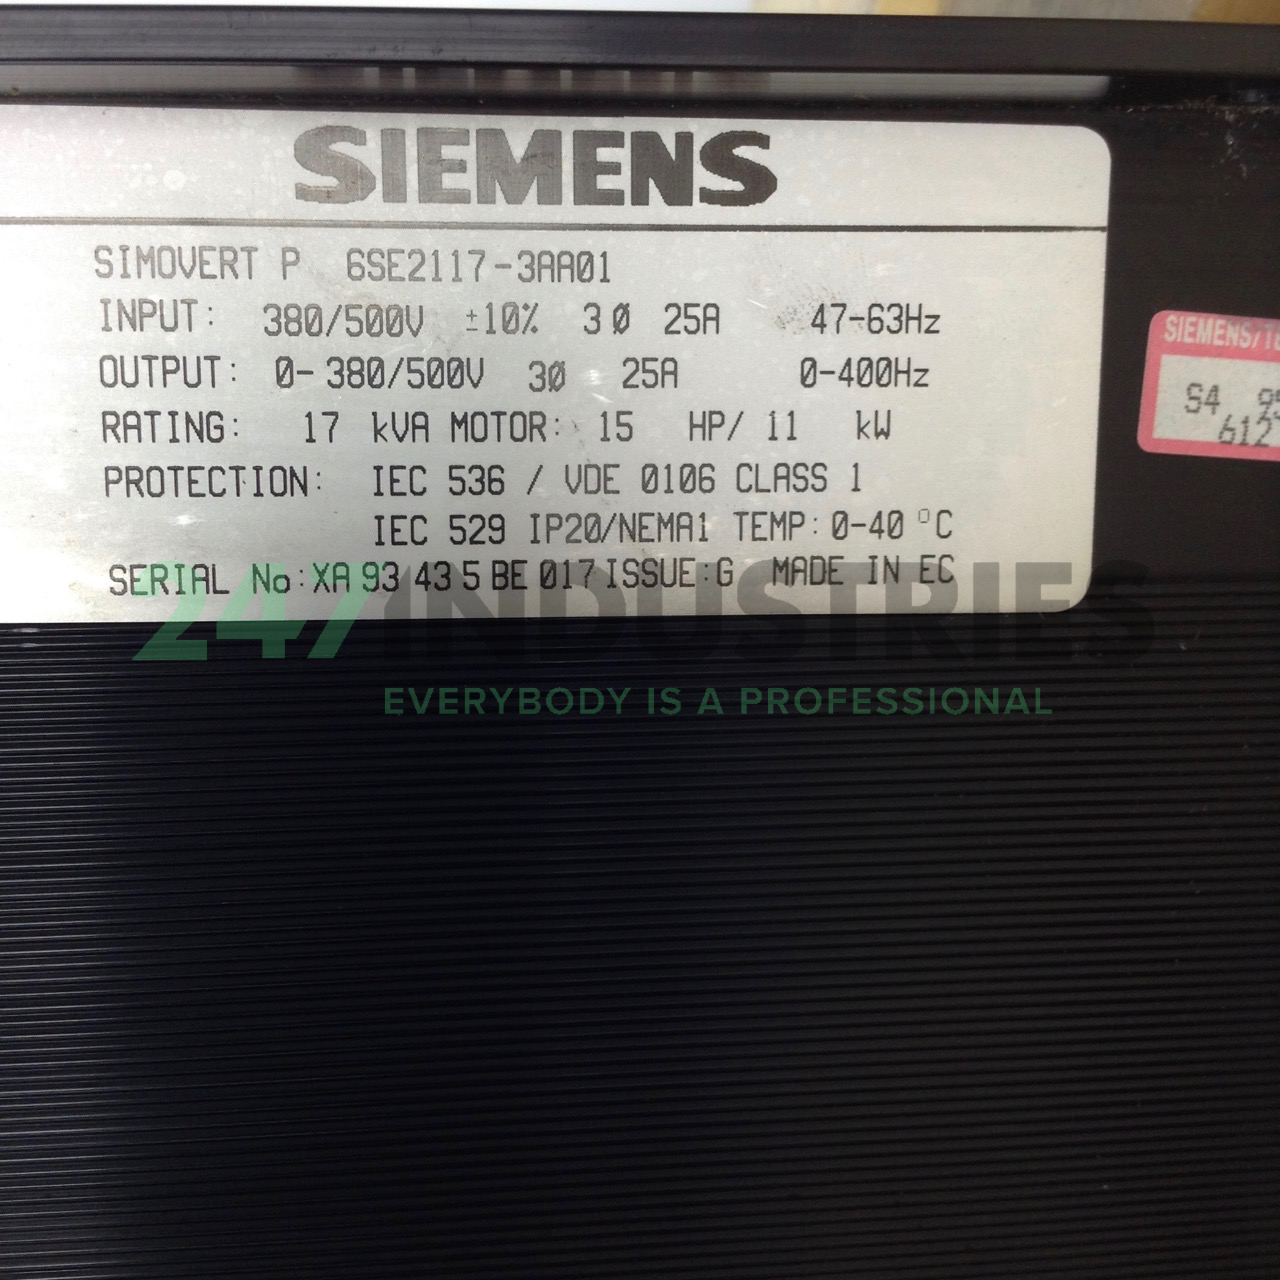 SIEMENS
SIMOVERT P 6SE2117-3AA01
INPUT: 380/500V ±10% 3Ø 25A 47-63Hz
OUTPUT: 0-380/500V 3Ø 25A 0-400Hz
RATING: 17 kVA MOTOR: 15 HP/ 11 kW
PROTECTION: IEC 536 / VDE 0106 CLASS 1
IEC 529 IP20/NEMA1 TEMP: 0-40 °C
SERIAL No: XA 93 43 5 BE 017 ISSUE: G MADE IN EC
SIEMENS
S4
612
247INDUSTRIES
EVERYBODY IS A PROFESSIONAL